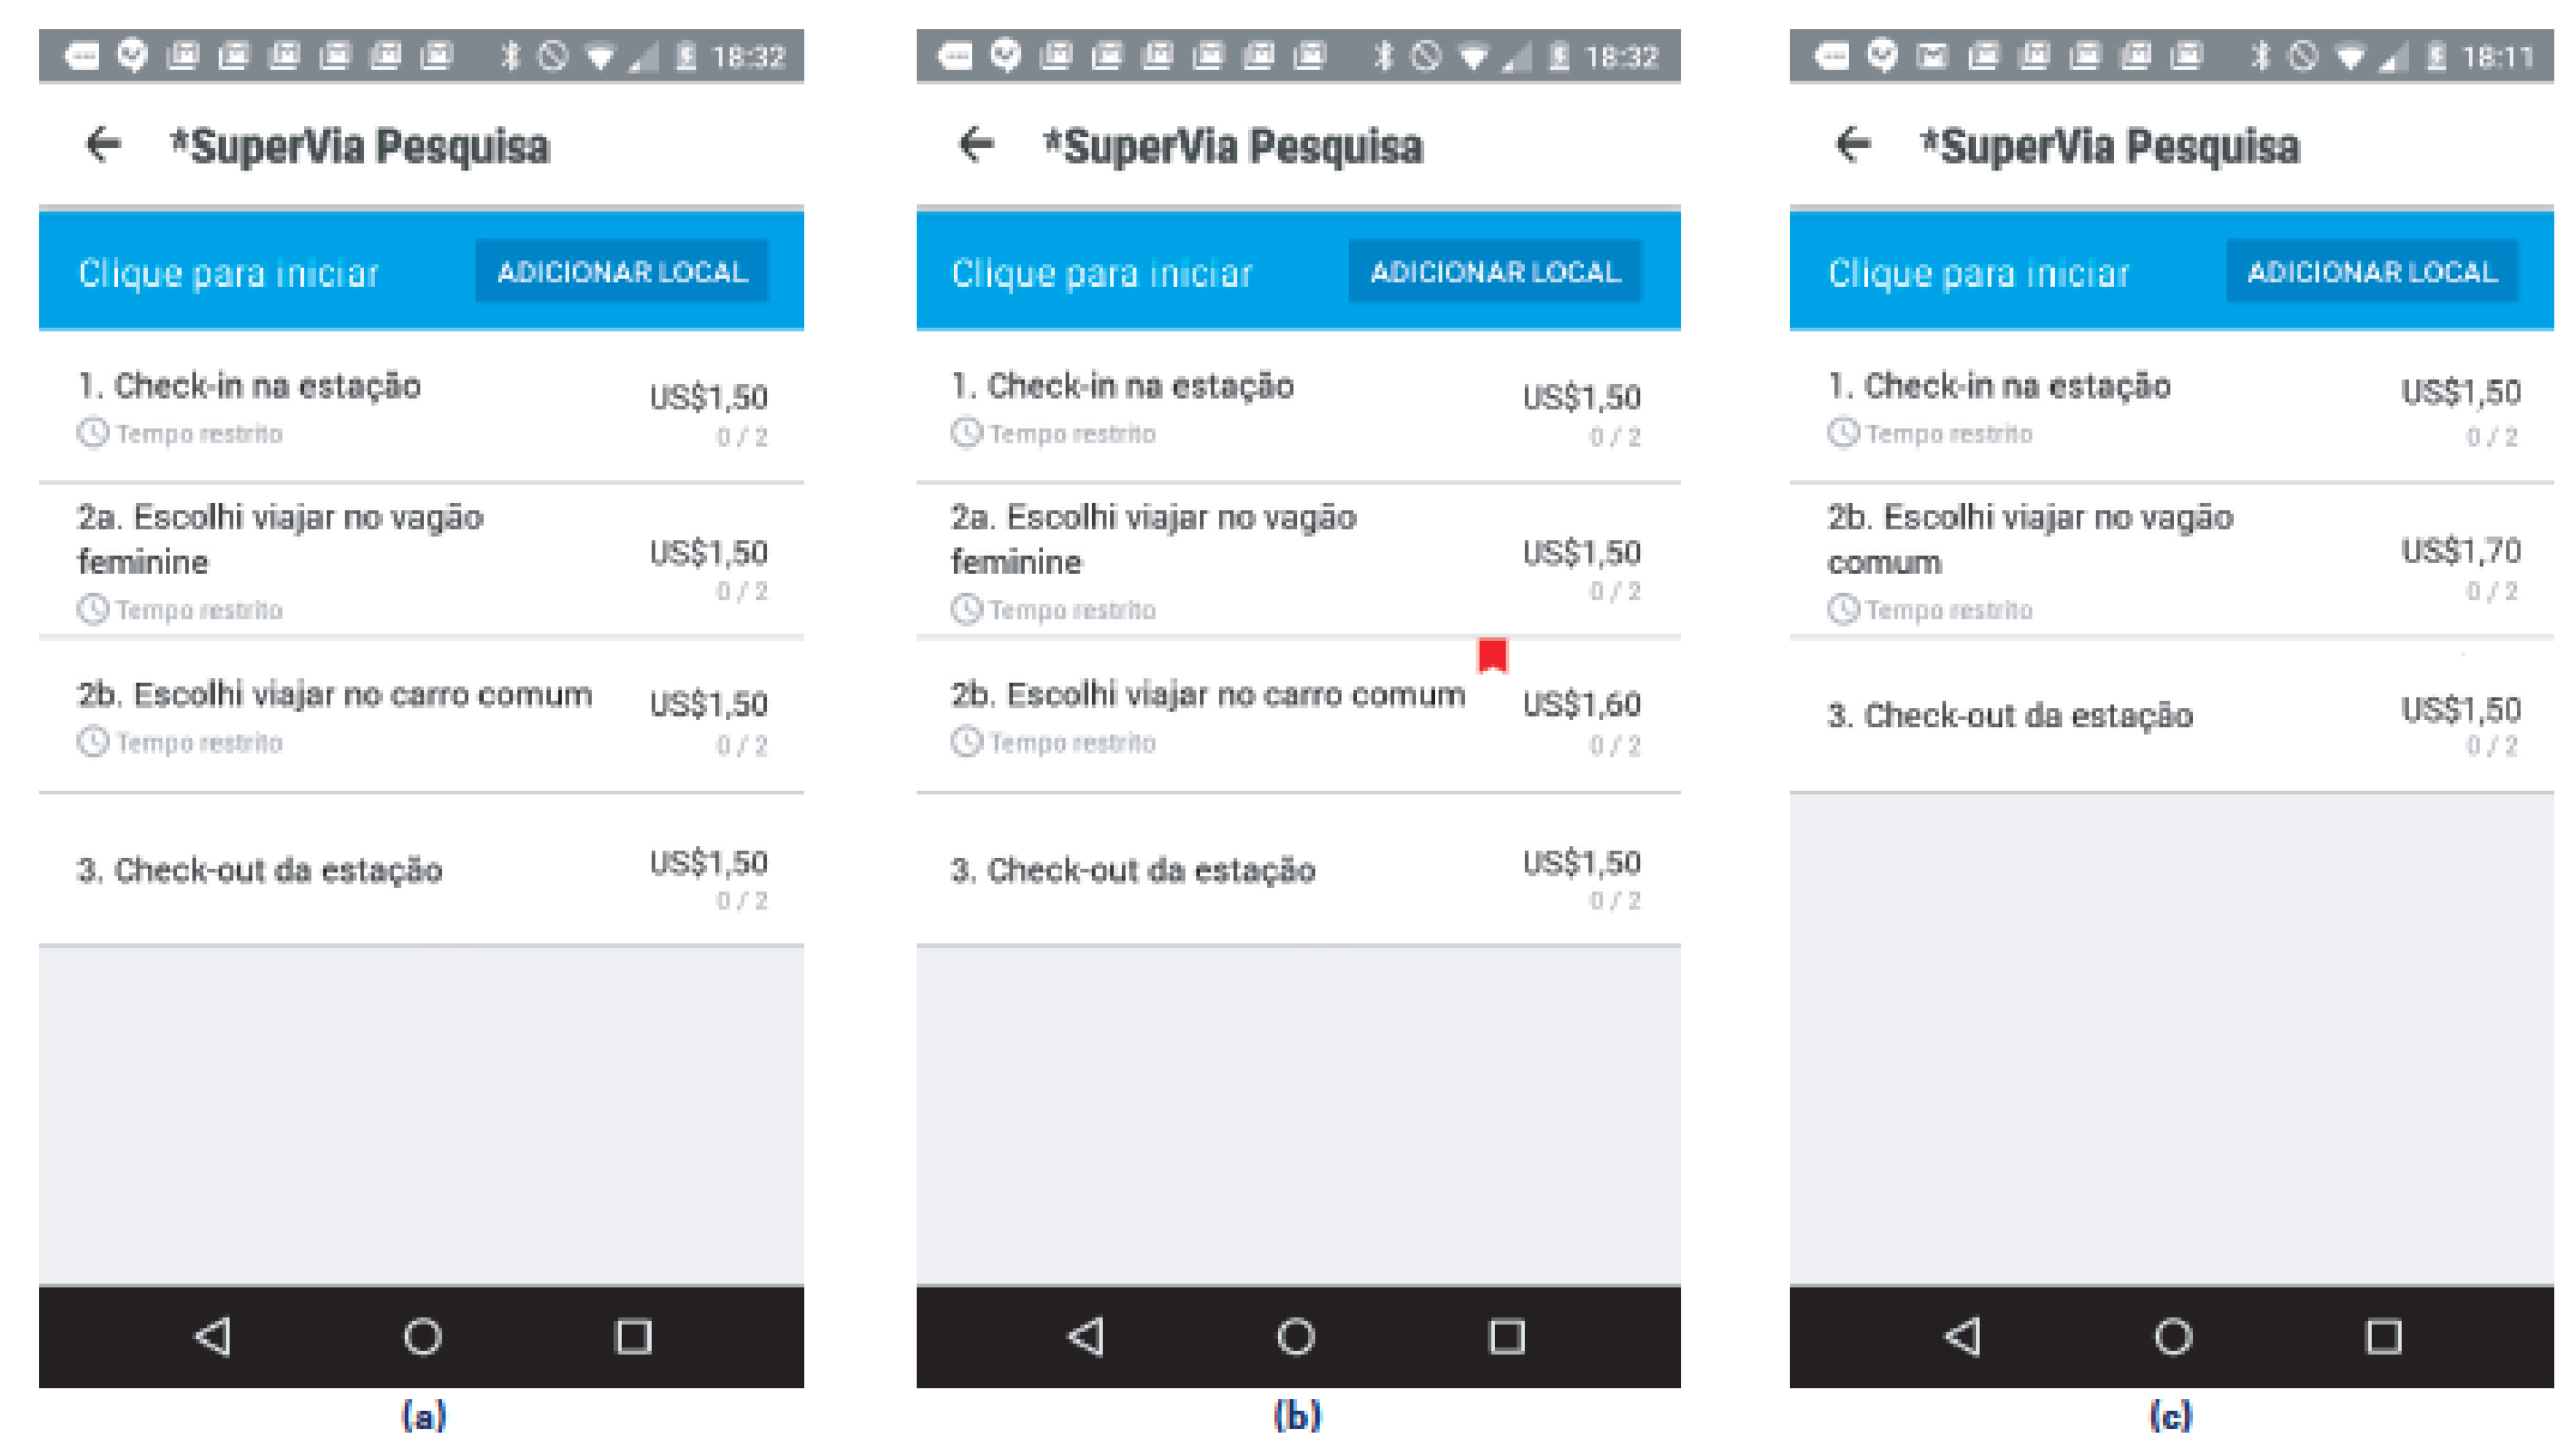 18:32
*SuperVia Pesquisa
Clique para iniciar
ADICIONAR LOCAL
1. Check-in na estação
US$1,50
Tempo restrito
0 / 2
2a. Escolhi viajar no vagão
feminine
US$1,50
Tempo restrito
0 / 2
2b. Escolhi viajar no carro comum
US$1,50
Tempo restrito
0 / 2
3. Check-out da estação
US$1,50
0 / 2
(a)
18:32
*SuperVia Pesquisa
Clique para iniciar
ADICIONAR LOCAL
1. Check-in na estação
US$1,50
Tempo restrito
0 / 2
2a. Escolhi viajar no vagão
feminine
US$1,50
Tempo restrito
0 / 2
2b. Escolhi viajar no carro comum
US$1,60
Tempo restrito
0 / 2
3. Check-out da estação
US$1,50
0 / 2
(b)
18:11
*SuperVia Pesquisa
Clique para iniciar
ADICIONAR LOCAL
1. Check-in na estação
US$1,50
Tempo restrito
0 / 2
2b. Escolhi viajar no vagão
comum
US$1,70
Tempo restrito
0 / 2
3. Check-out da estação
US$1,50
0 / 2
(c)